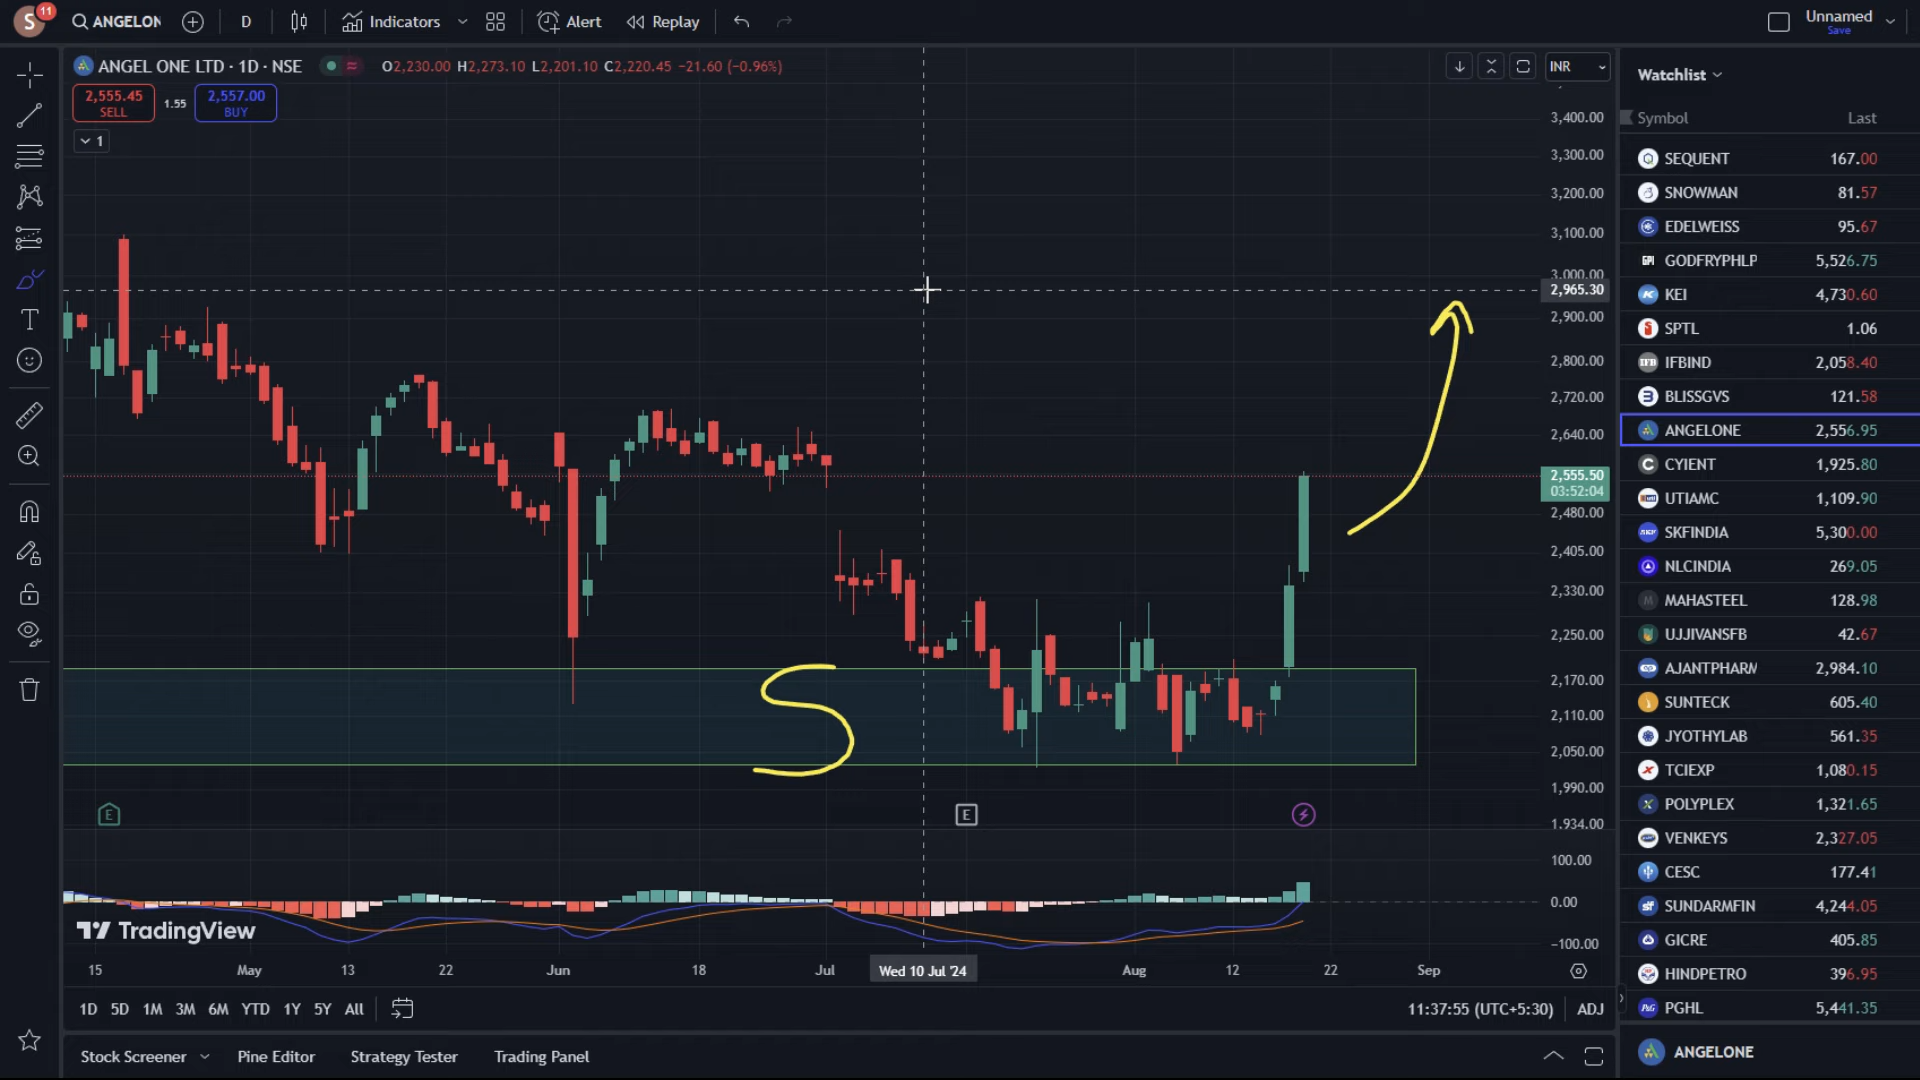 S 11 ANGELON D Indicators Alert Replay Unnamed
Save
ANGEL ONE LTD · 1D · NSE O2,230.00 H2,273.10 L2,201.10 C2,220.45 −21.60 (−0.96%) INR
2,555.45 1.55 2,557.00
SELL BUY
1
3,400.00
3,300.00
3,200.00
3,100.00
3,000.00
2,965.30
2,900.00
2,800.00
2,720.00
2,640.00
2,555.50
03:52:04
2,480.00
2,405.00
2,330.00
2,250.00
2,170.00
2,110.00
2,050.00
1,990.00
1,934.00
S
E E
100.00
0.00
−100.00
TradingView
15 May 13 22 Jun 18 Jul Wed 10 Jul '24 Aug 12 22 Sep
1D 5D 1M 3M 6M YTD 1Y 5Y All 11:37:55 (UTC+5:30) ADJ
Stock Screener Pine Editor Strategy Tester Trading Panel
Watchlist
Symbol Last
SEQUENT 167.00
SNOWMAN 81.57
EDELWEISS 95.67
GODFRYPHLP 5,526.75
KEI 4,730.60
SPTL 1.06
IFBIND 2,058.40
BLISSGVS 121.58
ANGELONE 2,556.95
CYIENT 1,925.80
UTIAMC 1,109.90
SKFINDIA 5,300.00
NLCINDIA 269.05
MAHASTEEL 128.98
UJJIVANSFB 42.67
AJANTPHARM 2,984.10
SUNTECK 605.40
JYOTHYLAB 561.35
TCIEXP 1,080.15
POLYPLEX 1,321.65
VENKEYS 2,327.05
CESC 177.41
SUNDARMFIN 4,244.05
GICRE 405.85
HINDPETRO 396.95
PGHL 5,441.35
ANGELONE